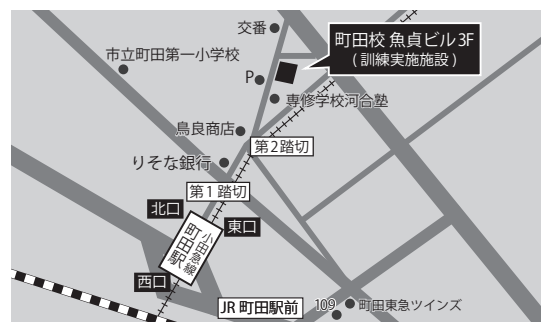 交番
町田校 魚貞ビル3F
(訓練実施施設)
市立町田第一小学校
P
専修学校河合塾
鳥良商店
第2踏切
りそな銀行
第1踏切
北口
東口
小田急線
町田駅
西口
JR 町田駅前
109
町田東急ツインズ